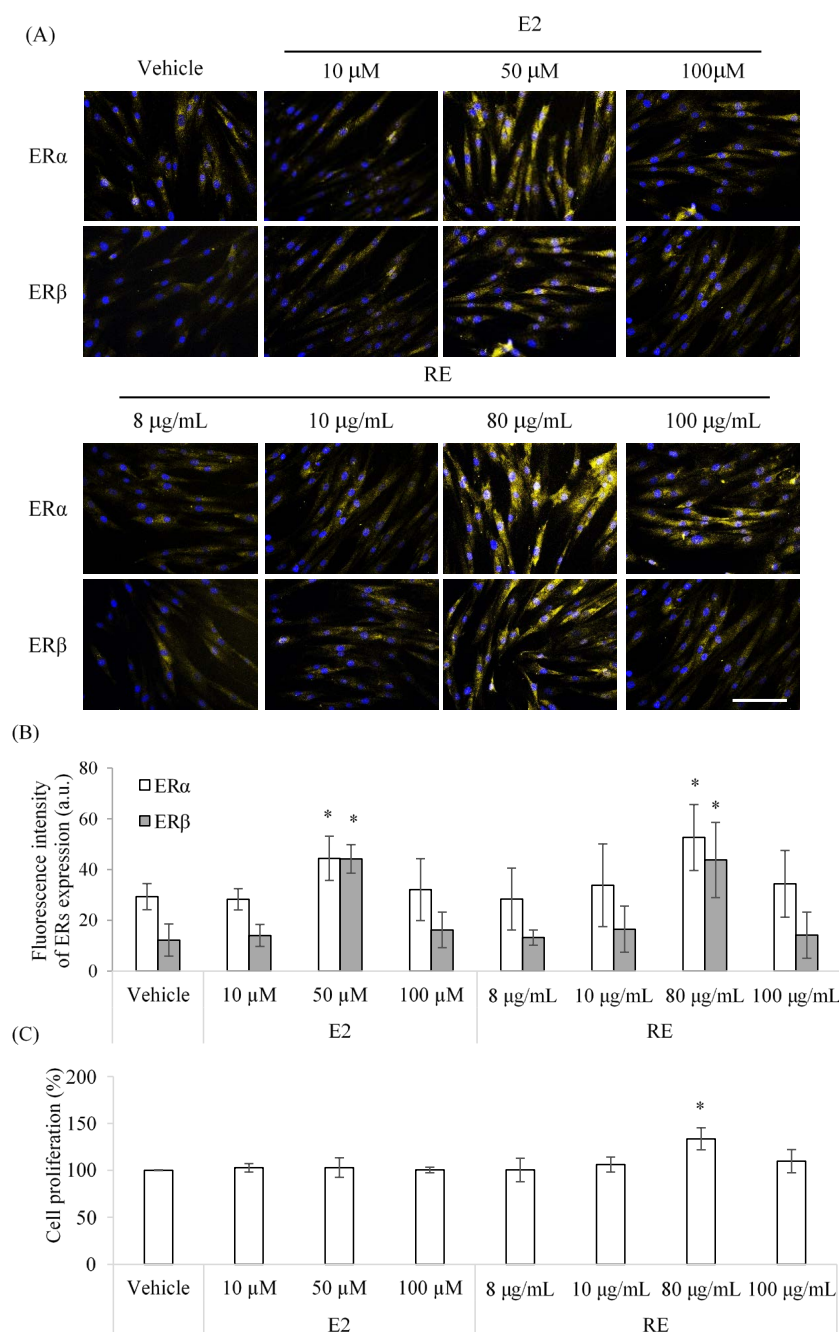 (A)
E2
Vehicle
10 μM
50 μM
100μM
ERα
ERβ
RE
8 μg/mL
10 μg/mL
80 μg/mL
100 μg/mL
ERα
ERβ
(B)
Fluorescence intensity
of ERs expression (a.u.)
80
60
40
20
0
ERα
ERβ
* *
* *
Vehicle
10 μM
50 μM
100 μM
8 μg/mL
10 μg/mL
80 μg/mL
100 μg/mL
E2
RE
(C)
Cell proliferation (%)
200
150
100
50
0
*
Vehicle
10 μM
50 μM
100 μM
8 μg/mL
10 μg/mL
80 μg/mL
100 μg/mL
E2
RE